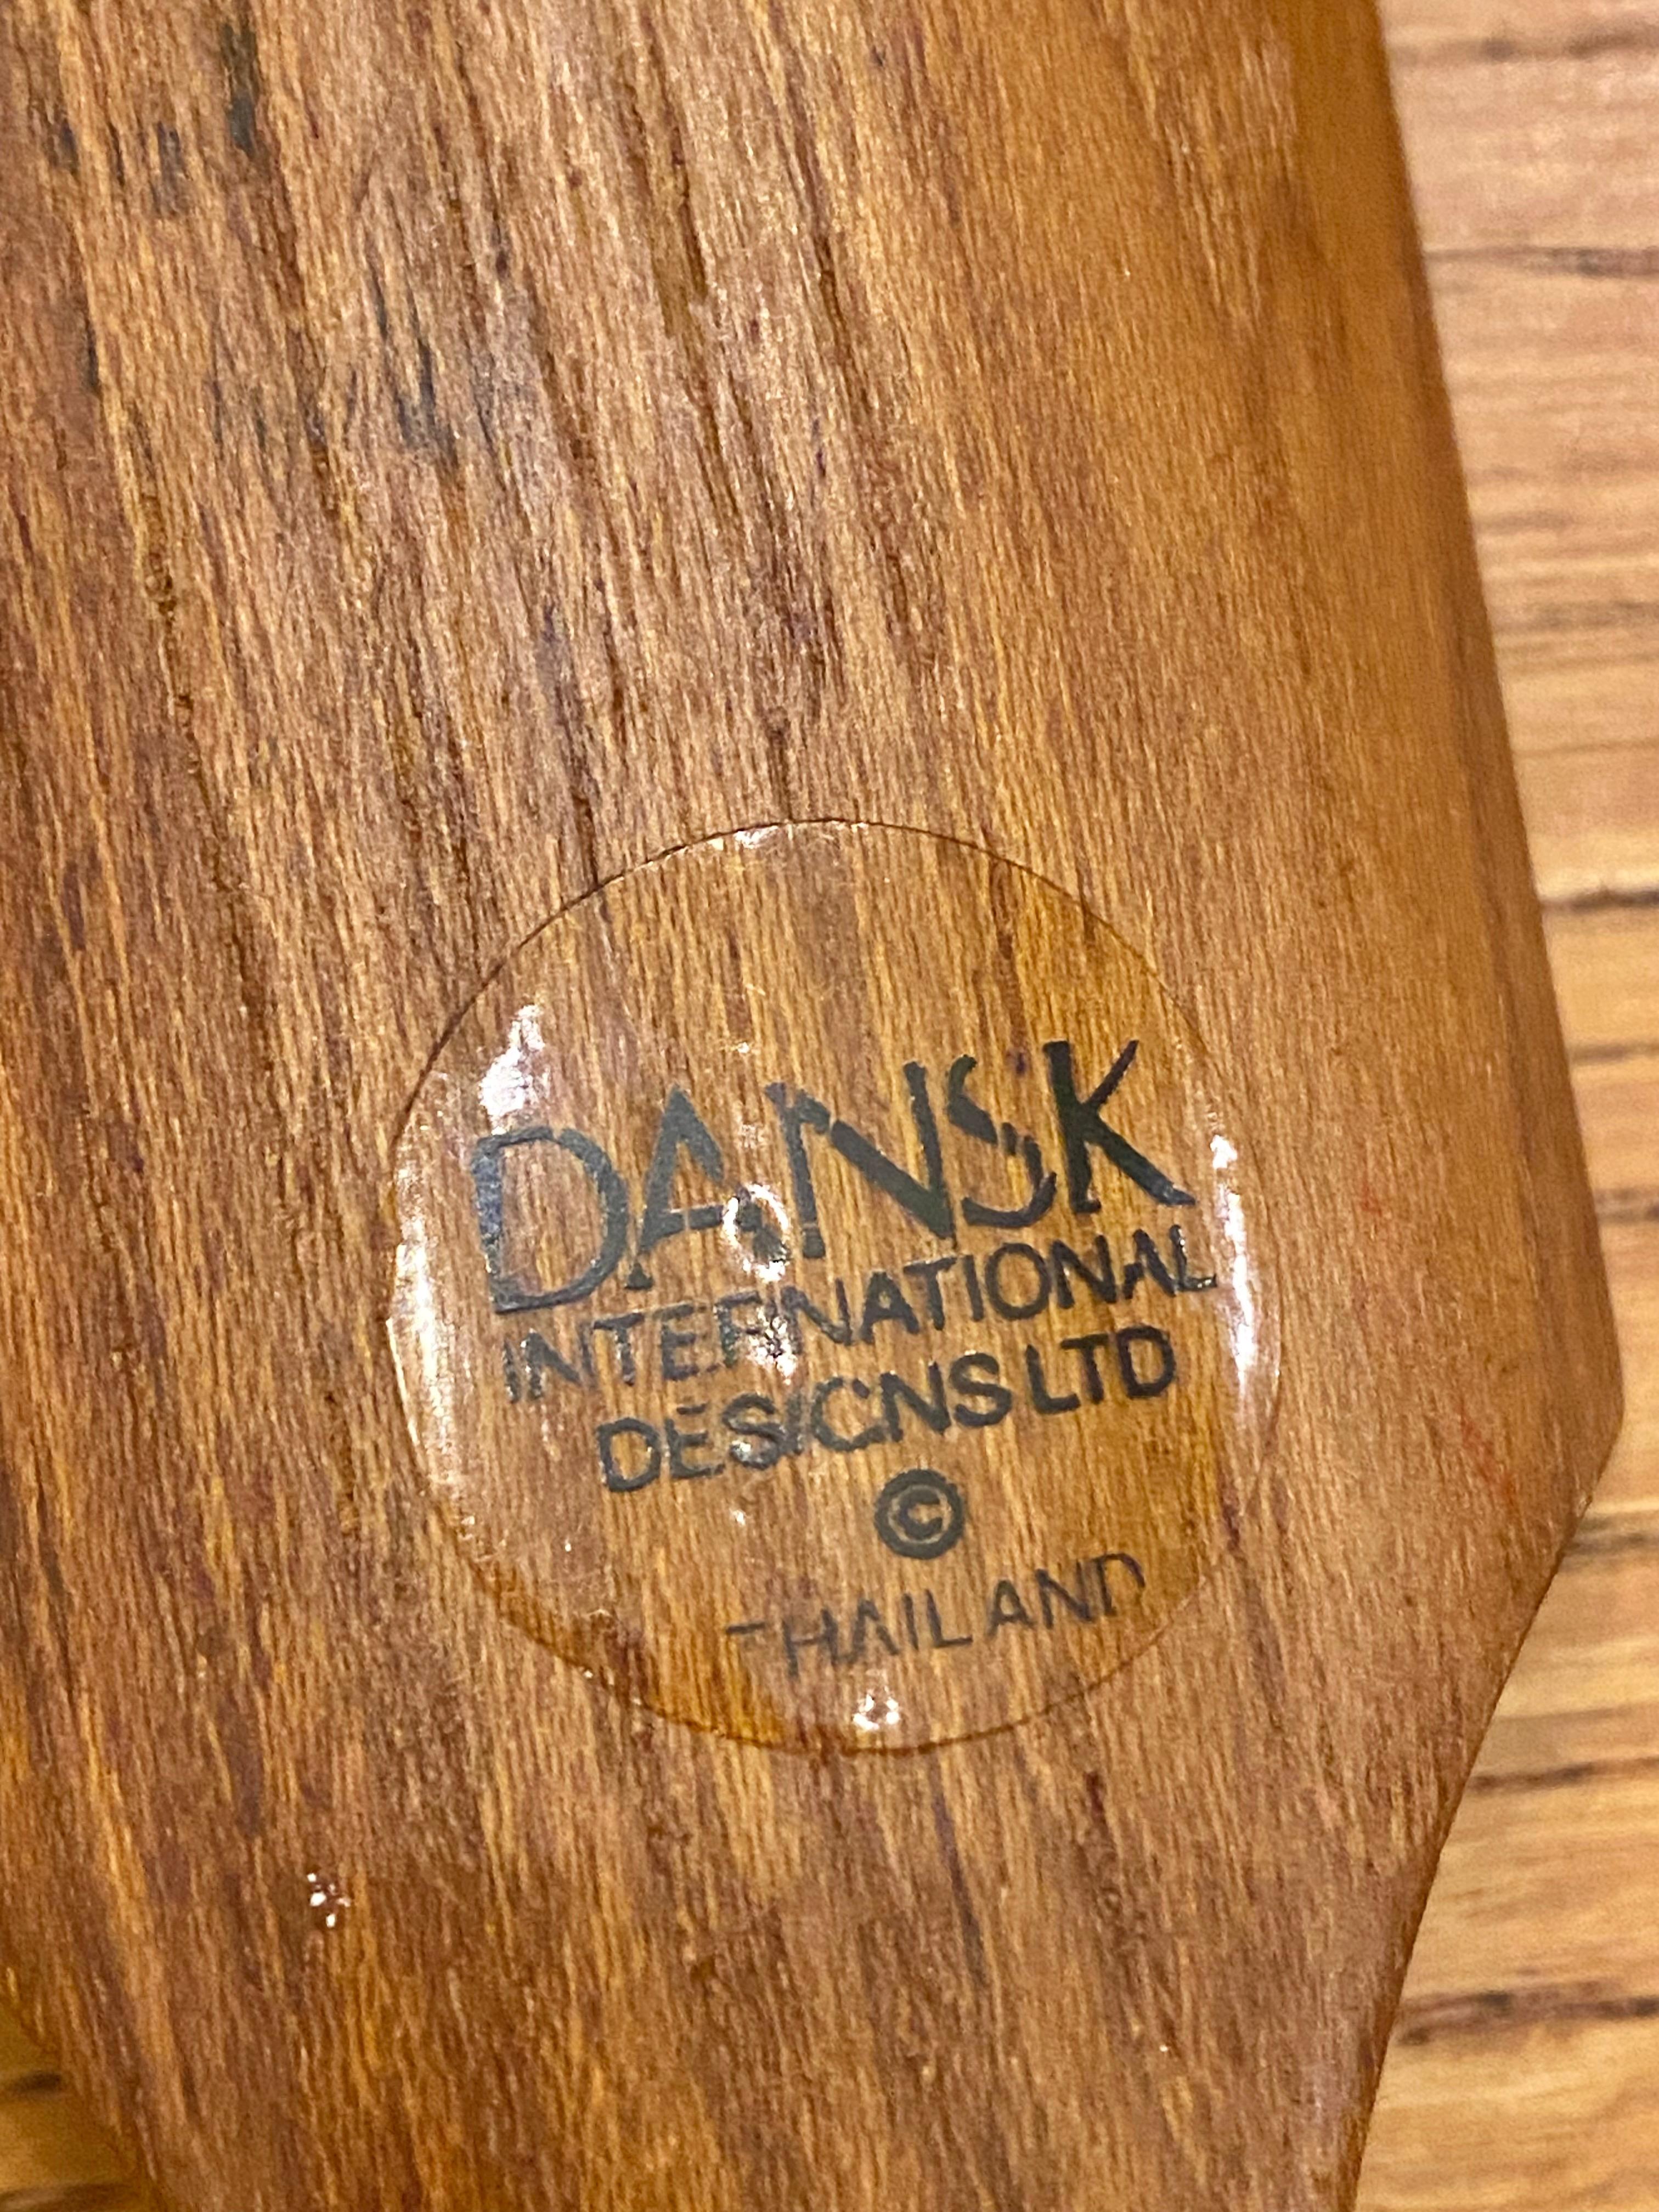 DANSK
INTERNATIONAL
DESIGNS LTD
©
THAILAND